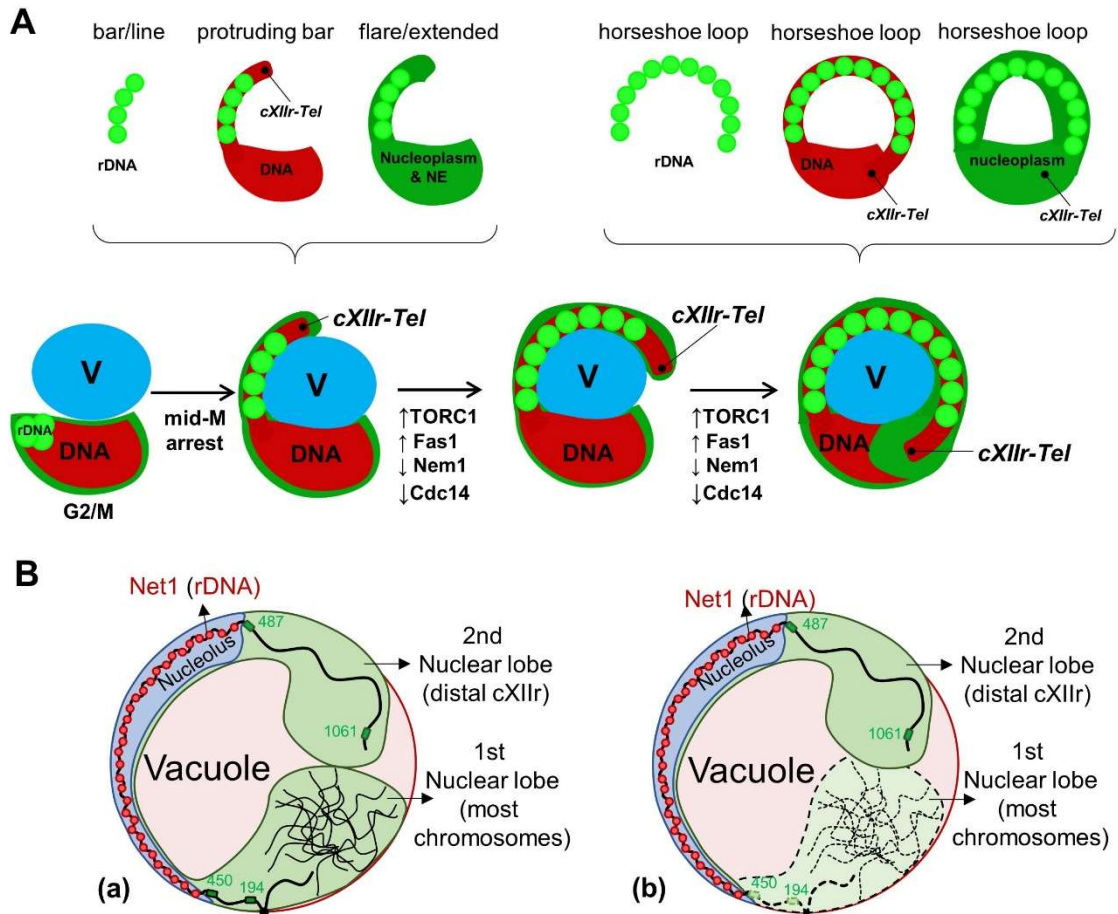 A
bar/line
protruding bar
flare/extended
horseshoe loop
horseshoe loop
horseshoe loop
cXIIr-Tel
rDNA
DNA
Nucleoplasm
& NE
rDNA
DNA
cXIIr-Tel
nucleoplasm
cXIIr-Tel
V
rDNA
DNA
G2/M
mid-M
arrest
cXIIr-Tel
V
DNA
↑TORC1
↑ Fas1
↓ Nem1
↓Cdc14
cXIIr-Tel
V
DNA
↑TORC1
↑ Fas1
↓ Nem1
↓Cdc14
V
DNA
cXIIr-Tel
B
Net1 (rDNA)
487
Nucleolus
2nd
Nuclear lobe
(distal cXIIr)
1061
Vacuole
1st
Nuclear lobe
(most
chromosomes)
450
194
(a)
Net1 (rDNA)
487
Nucleolus
2nd
Nuclear lobe
(distal cXIIr)
1061
Vacuole
1st
Nuclear lobe
(most
chromosomes)
450
194
(b)